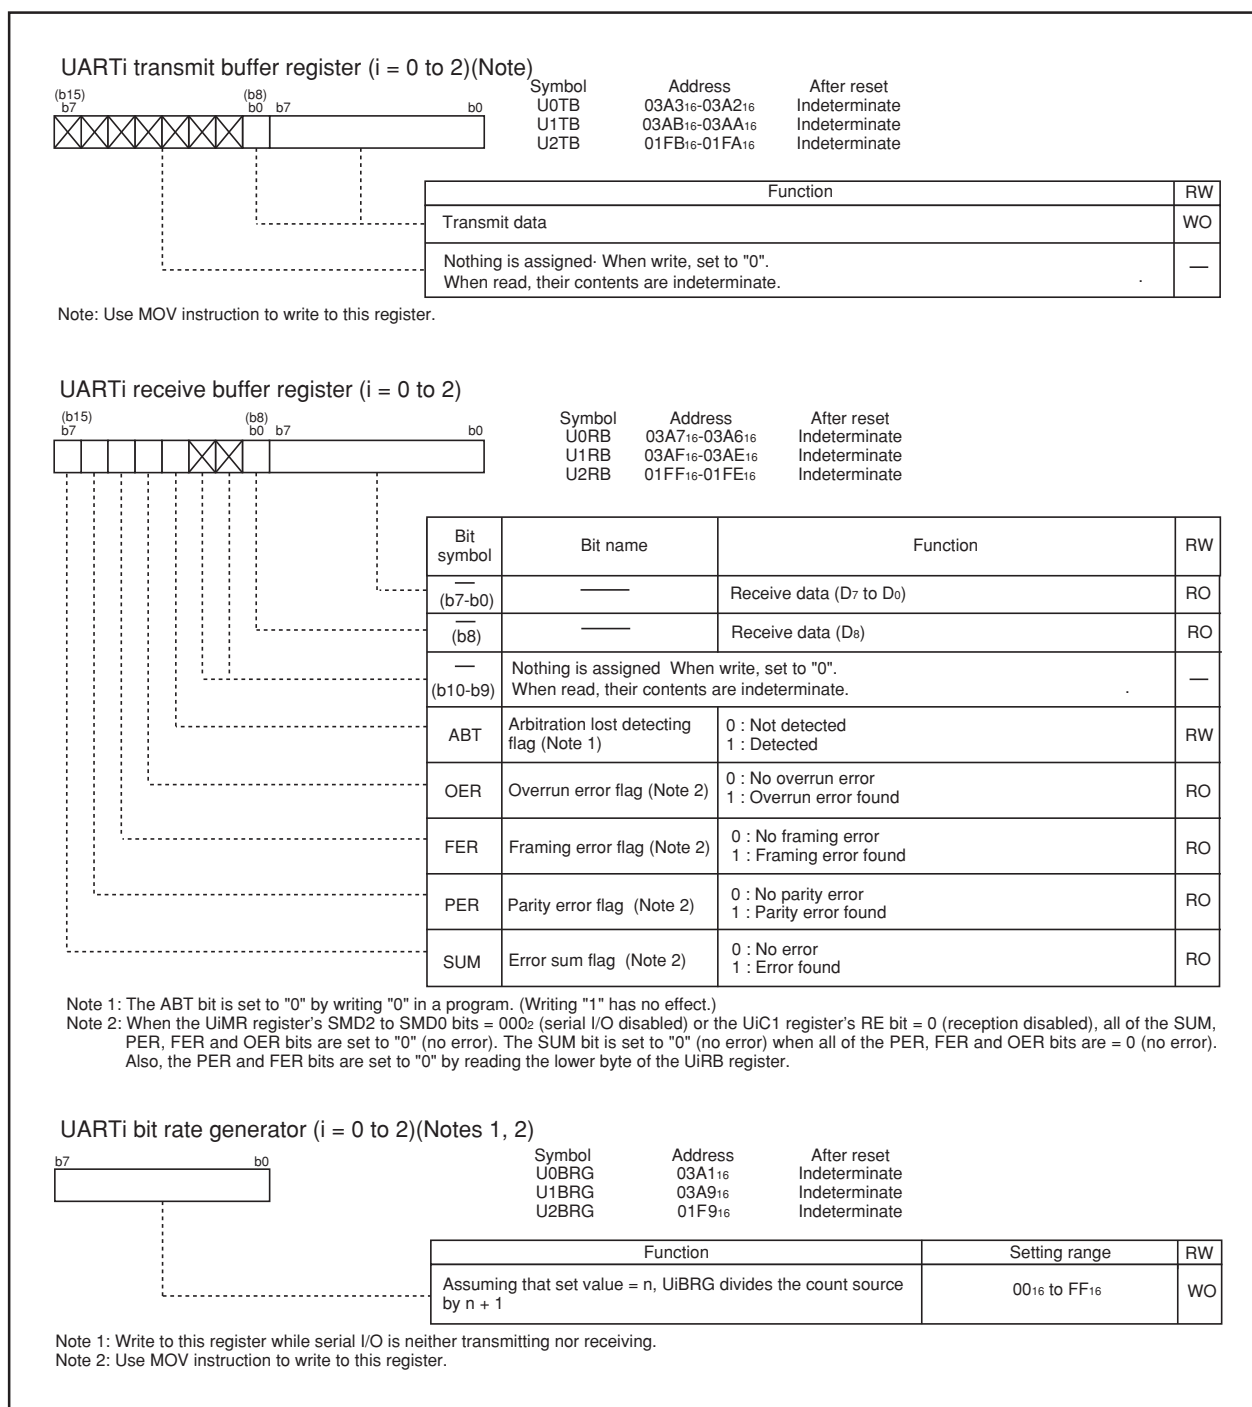 UARTi transmit buffer register (i = 0 to 2)(Note)
Symbol Address After reset
U0TB 03A3₁₆-03A2₁₆ Indeterminate
U1TB 03AB₁₆-03AA₁₆ Indeterminate
U2TB 01FB₁₆-01FA₁₆ Indeterminate
(b15) (b8)
b7 b0 b7 b0
Function RW
Transmit data WO
Nothing is assigned. When write, set to "0".
When read, their contents are indeterminate. —
Note: Use MOV instruction to write to this register.
UARTi receive buffer register (i = 0 to 2)
(b15) (b8)
b7 b0 b7 b0
Symbol Address After reset
U0RB 03A7₁₆-03A6₁₆ Indeterminate
U1RB 03AF₁₆-03AE₁₆ Indeterminate
U2RB 01FF₁₆-01FE₁₆ Indeterminate
Bit symbol Bit name Function RW
— (b7-b0) — Receive data (D₇ to D₀) RO
— (b8) — Receive data (D₈) RO
— (b10-b9) Nothing is assigned When write, set to "0".
When read, their contents are indeterminate. —
ABT Arbitration lost detecting flag (Note 1) 0 : Not detected
1 : Detected RW
OER Overrun error flag (Note 2) 0 : No overrun error
1 : Overrun error found RO
FER Framing error flag (Note 2) 0 : No framing error
1 : Framing error found RO
PER Parity error flag (Note 2) 0 : No parity error
1 : Parity error found RO
SUM Error sum flag (Note 2) 0 : No error
1 : Error found RO
Note 1: The ABT bit is set to "0" by writing "0" in a program. (Writing "1" has no effect.)
Note 2: When the UiMR register's SMD2 to SMD0 bits = 000₂ (serial I/O disabled) or the UiC1 register's RE bit = 0 (reception disabled), all of the SUM,
PER, FER and OER bits are set to "0" (no error). The SUM bit is set to "0" (no error) when all of the PER, FER and OER bits are = 0 (no error).
Also, the PER and FER bits are set to "0" by reading the lower byte of the UiRB register.
UARTi bit rate generator (i = 0 to 2)(Notes 1, 2)
b7 b0
Symbol Address After reset
U0BRG 03A1₁₆ Indeterminate
U1BRG 03A9₁₆ Indeterminate
U2BRG 01F9₁₆ Indeterminate
Function Setting range RW
Assuming that set value = n, UiBRG divides the count source
by n + 1 00₁₆ to FF₁₆ WO
Note 1: Write to this register while serial I/O is neither transmitting nor receiving.
Note 2: Use MOV instruction to write to this register.